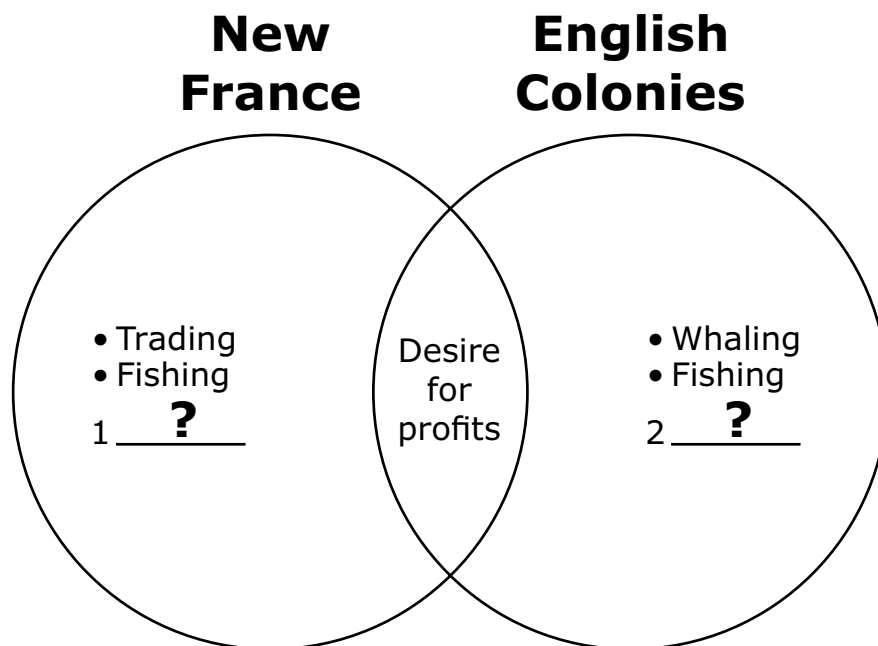 New
France
English
Colonies
• Trading
• Fishing
1 ?
Desire
for
profits
• Whaling
• Fishing
2 ?